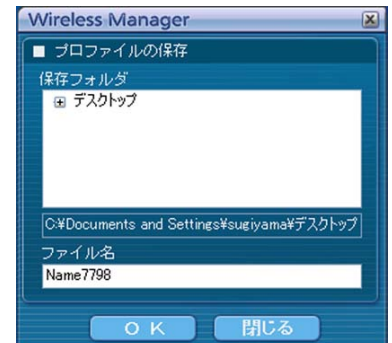 Wireless Manager
■ プロファイルの保存
保存フォルダ
デスクトップ
C:¥Documents and Settings¥sugiyama¥デスクトップ
ファイル名
Name7798
ＯＫ 閉じる